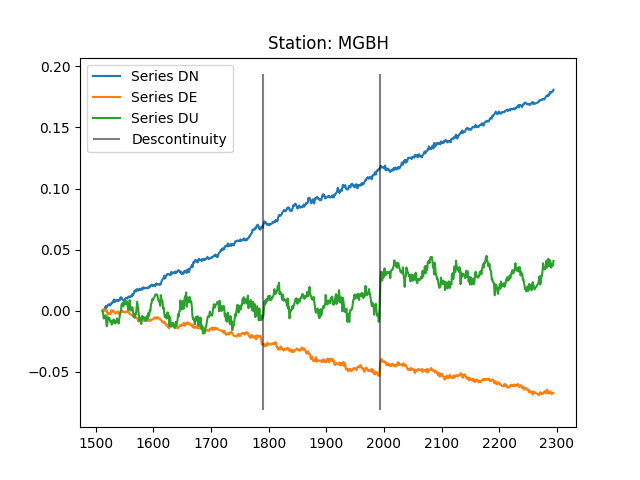 Station: MGBH
Series DN
Series DE
Series DU
Descontinuity
0.20
0.15
0.10
0.05
0.00
−0.05
1500 1600 1700 1800 1900 2000 2100 2200 2300